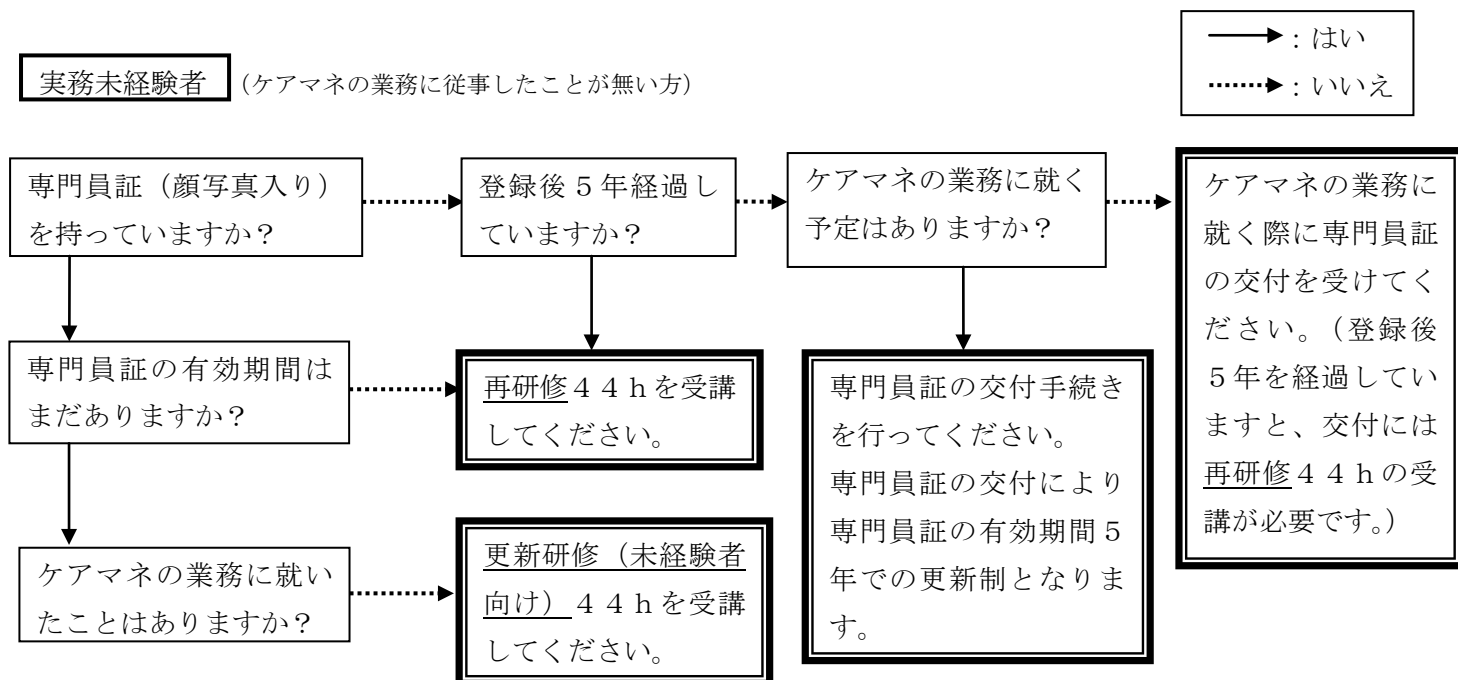 実務未経験者 (ケアマネの業務に従事したことが無い方)
：はい
：いいえ
専門員証（顔写真入り）
を持っていますか？
登録後５年経過し
ていますか？
ケアマネの業務に就く
予定はありますか？
ケアマネの業務に
就く際に専門員証
の交付を受けてく
ださい。（登録後
５年を経過してい
ますと、交付には
再研修４４ｈの受
講が必要です。）
専門員証の有効期間は
まだありますか？
再研修４４ｈを受講
してください。
専門員証の交付手続き
を行ってください。
専門員証の交付により
専門員証の有効期間５
年での更新制となりま
す。
ケアマネの業務に就い
たことはありますか？
更新研修（未経験者
向け）４４ｈを受講
してください。